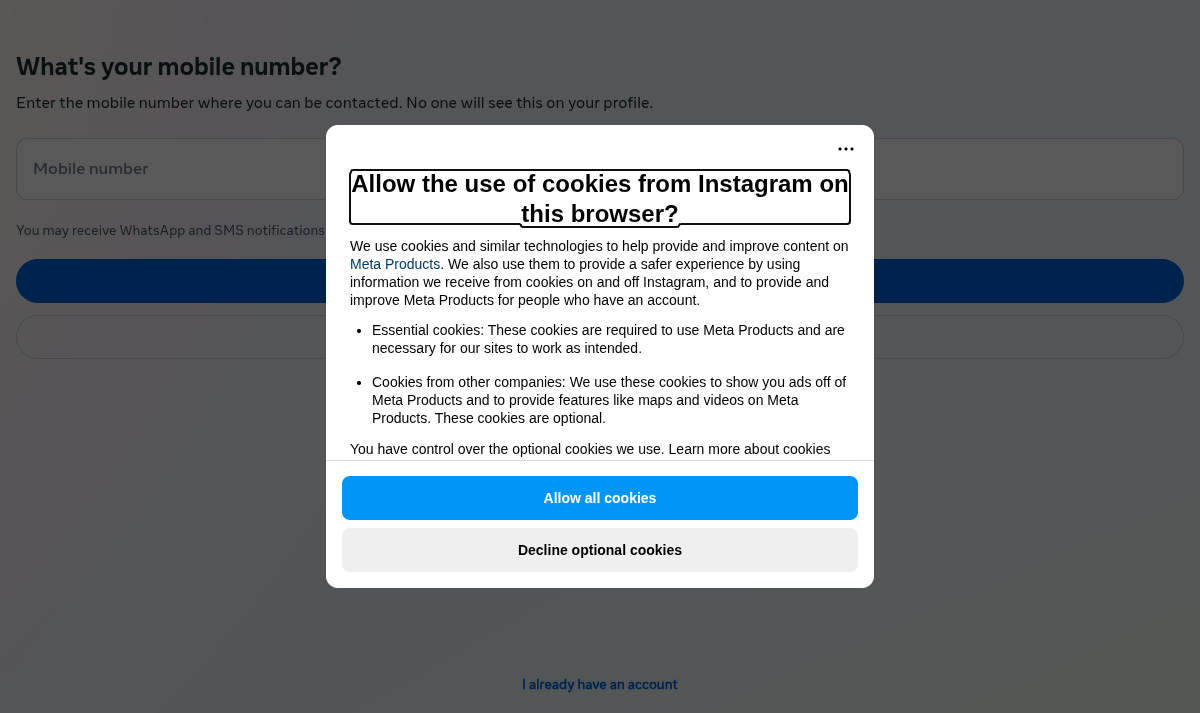 What's your mobile number?
Enter the mobile number where you can be contacted. No one will see this on your profile.
Mobile number
You may receive WhatsApp and SMS notifications
Allow the use of cookies from Instagram on
this browser?
We use cookies and similar technologies to help provide and improve content on
Meta Products. We also use them to provide a safer experience by using
information we receive from cookies on and off Instagram, and to provide and
improve Meta Products for people who have an account.
• Essential cookies: These cookies are required to use Meta Products and are
necessary for our sites to work as intended.
• Cookies from other companies: We use these cookies to show you ads off of
Meta Products and to provide features like maps and videos on Meta
Products. These cookies are optional.
You have control over the optional cookies we use. Learn more about cookies
Allow all cookies
Decline optional cookies
I already have an account